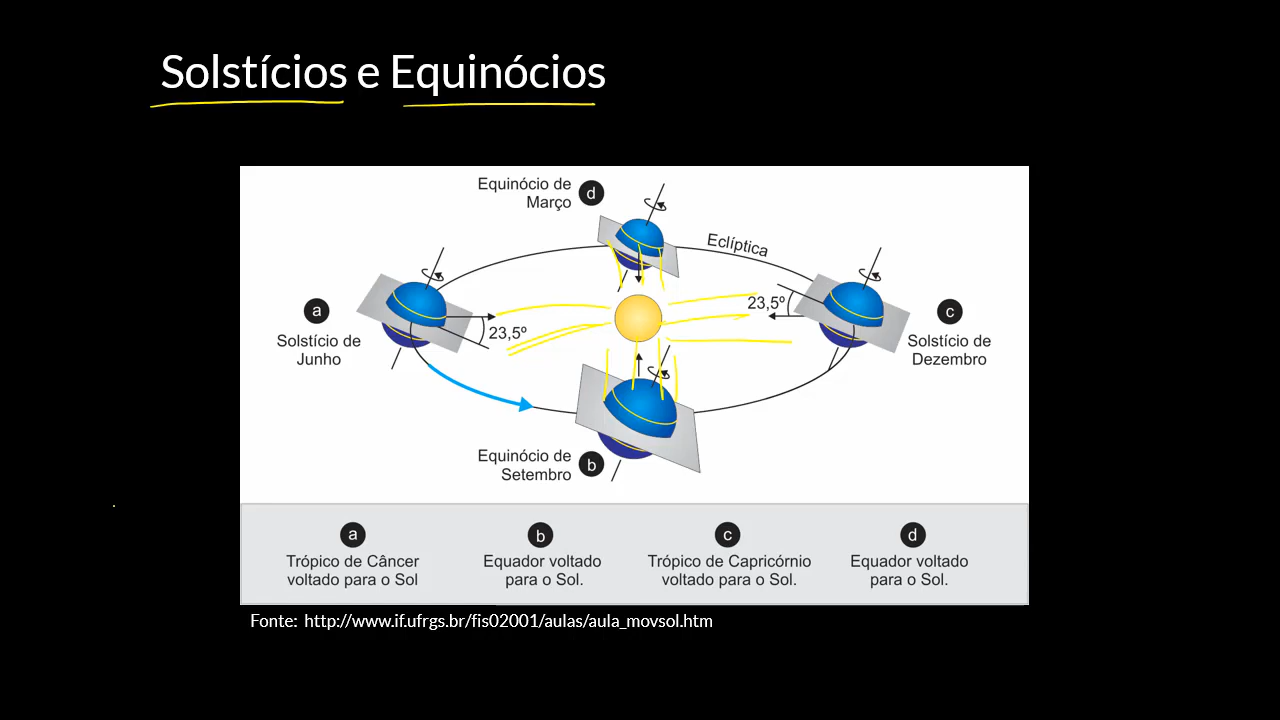 Solstícios e Equinócios
Equinócio de
Março
d
Eclíptica
a
Solstício de
Junho
23,5º
23,5º
c
Solstício de
Dezembro
Equinócio de
Setembro
b
a
Trópico de Câncer
voltado para o Sol
b
Equador voltado
para o Sol.
c
Trópico de Capricórnio
voltado para o Sol.
d
Equador voltado
para o Sol.
Fonte: http://www.if.ufrgs.br/fis02001/aulas/aula_movsol.htm